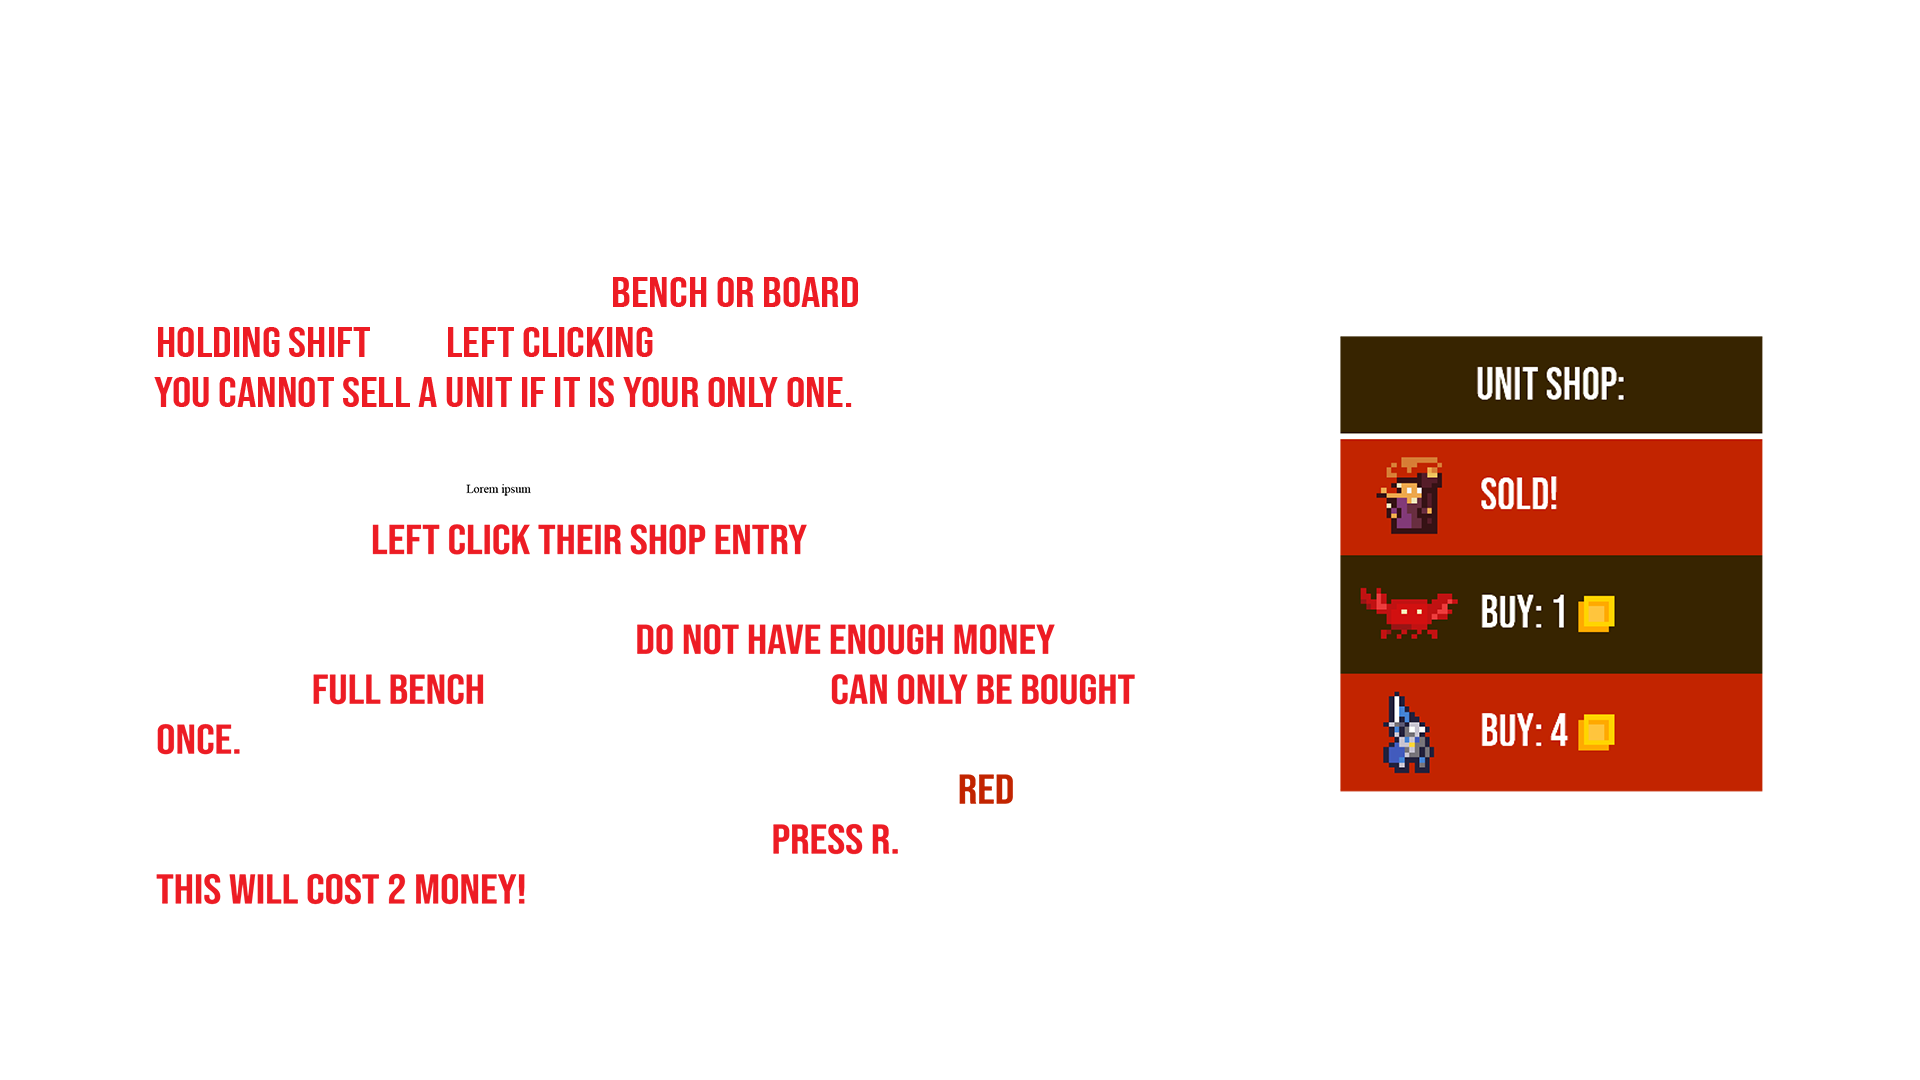 BENCH OR BOARD
HOLDING SHIFT LEFT CLICKING
YOU CANNOT SELL A UNIT IF IT IS YOUR ONLY ONE.
Lorem ipsum
LEFT CLICK THEIR SHOP ENTRY
DO NOT HAVE ENOUGH MONEY
FULL BENCH CAN ONLY BE BOUGHT
ONCE.
RED
PRESS R.
THIS WILL COST 2 MONEY!
UNIT SHOP:
SOLD!
BUY: 1
BUY: 4